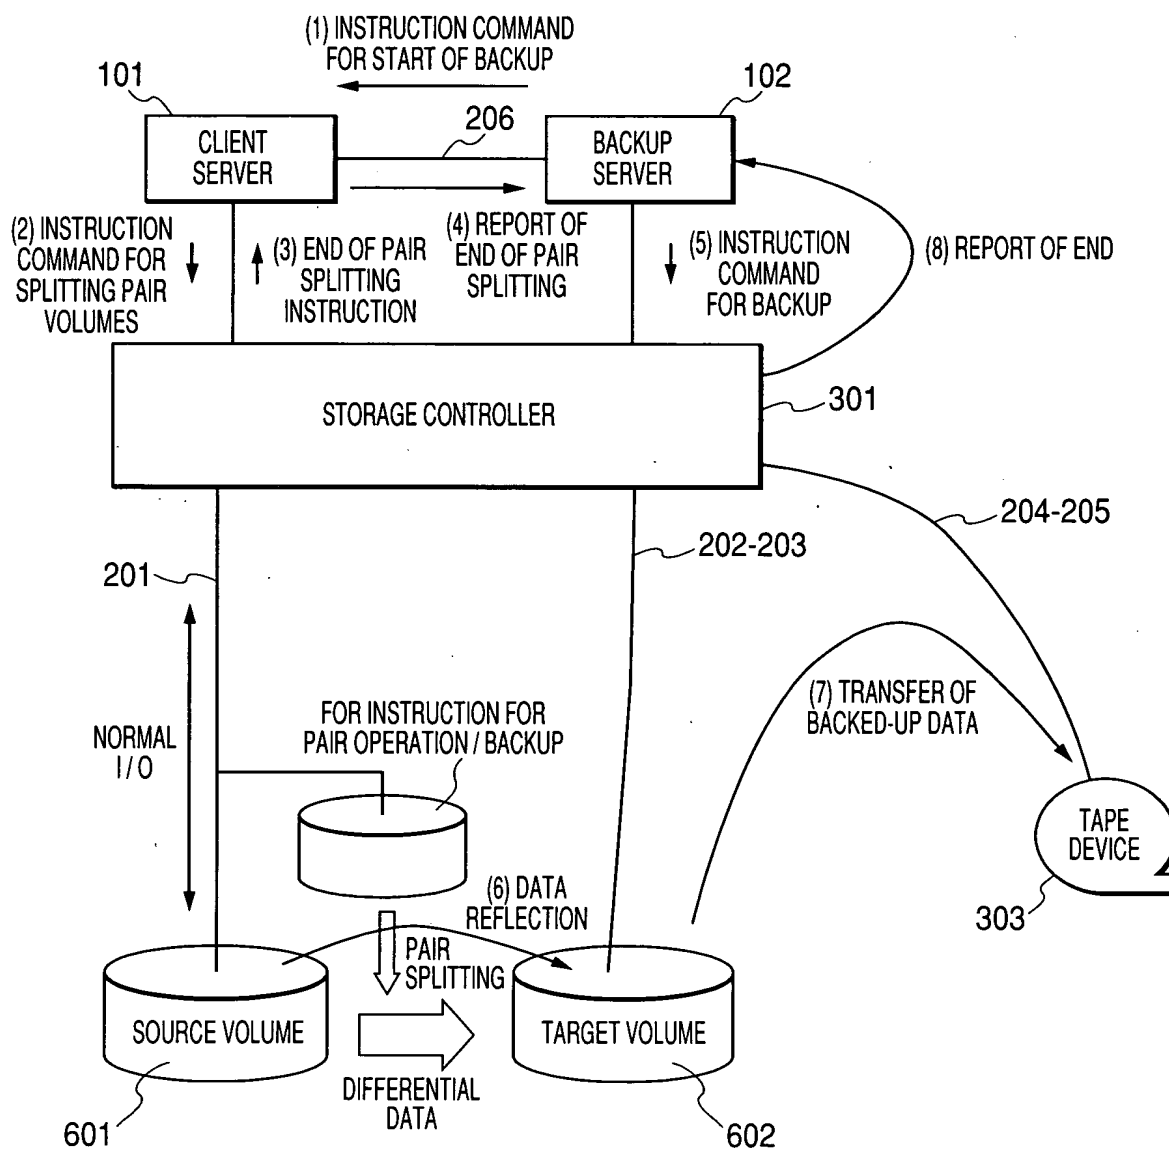 (1) INSTRUCTION COMMAND
FOR START OF BACKUP
101
102
206
CLIENT
SERVER
BACKUP
SERVER
(2) INSTRUCTION
COMMAND FOR
SPLITTING PAIR
VOLUMES
(3) END OF PAIR
SPLITTING
INSTRUCTION
(4) REPORT OF
END OF PAIR
SPLITTING
(5) INSTRUCTION
COMMAND
FOR BACKUP
(8) REPORT OF END
STORAGE CONTROLLER
301
204-205
202-203
201
NORMAL
I / O
FOR INSTRUCTION FOR
PAIR OPERATION / BACKUP
(7) TRANSFER OF
BACKED-UP DATA
TAPE
DEVICE
303
(6) DATA
REFLECTION
PAIR
SPLITTING
SOURCE VOLUME
TARGET VOLUME
DIFFERENTIAL
DATA
601
602